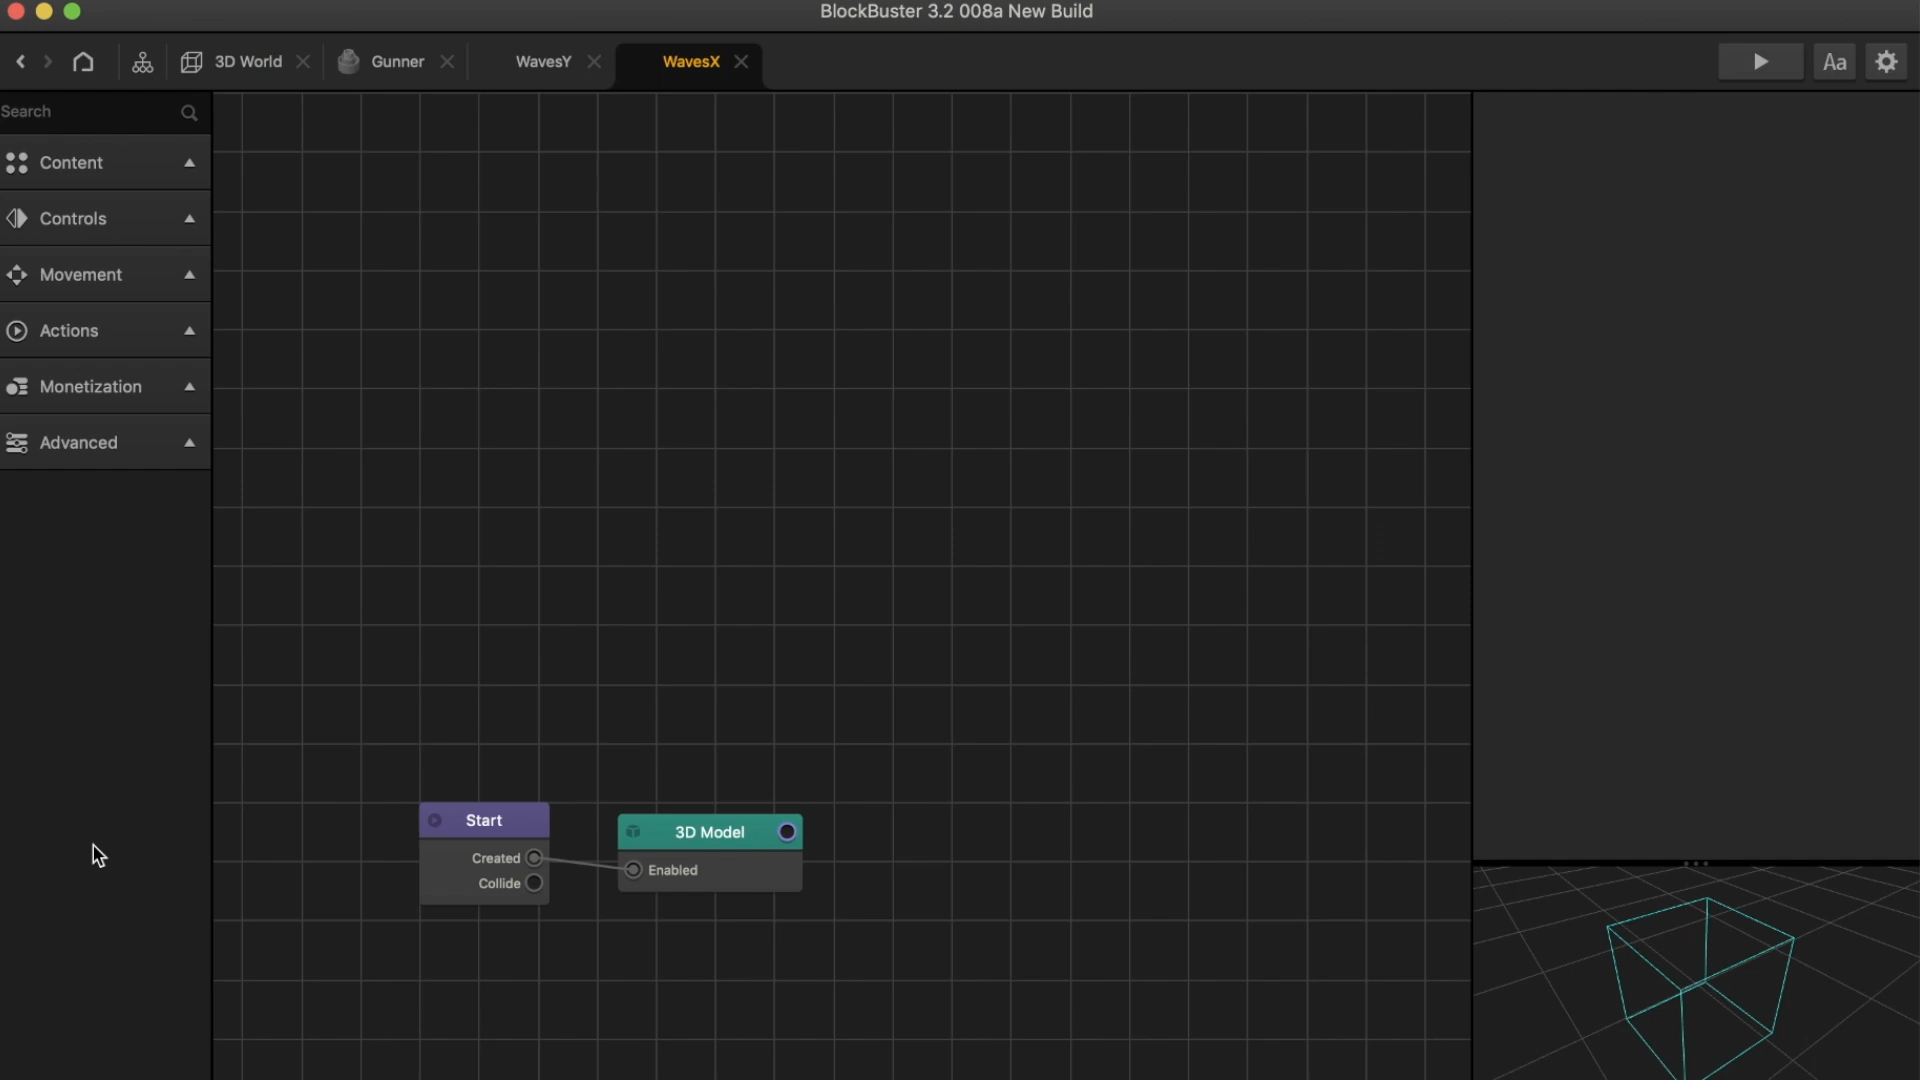 BlockBuster 3.2 008a New Build
3D World
Gunner
WavesY
WavesX
Aa
Search
Content
Controls
Movement
Actions
Monetization
Advanced
Start
Created
Collide
3D Model
Enabled